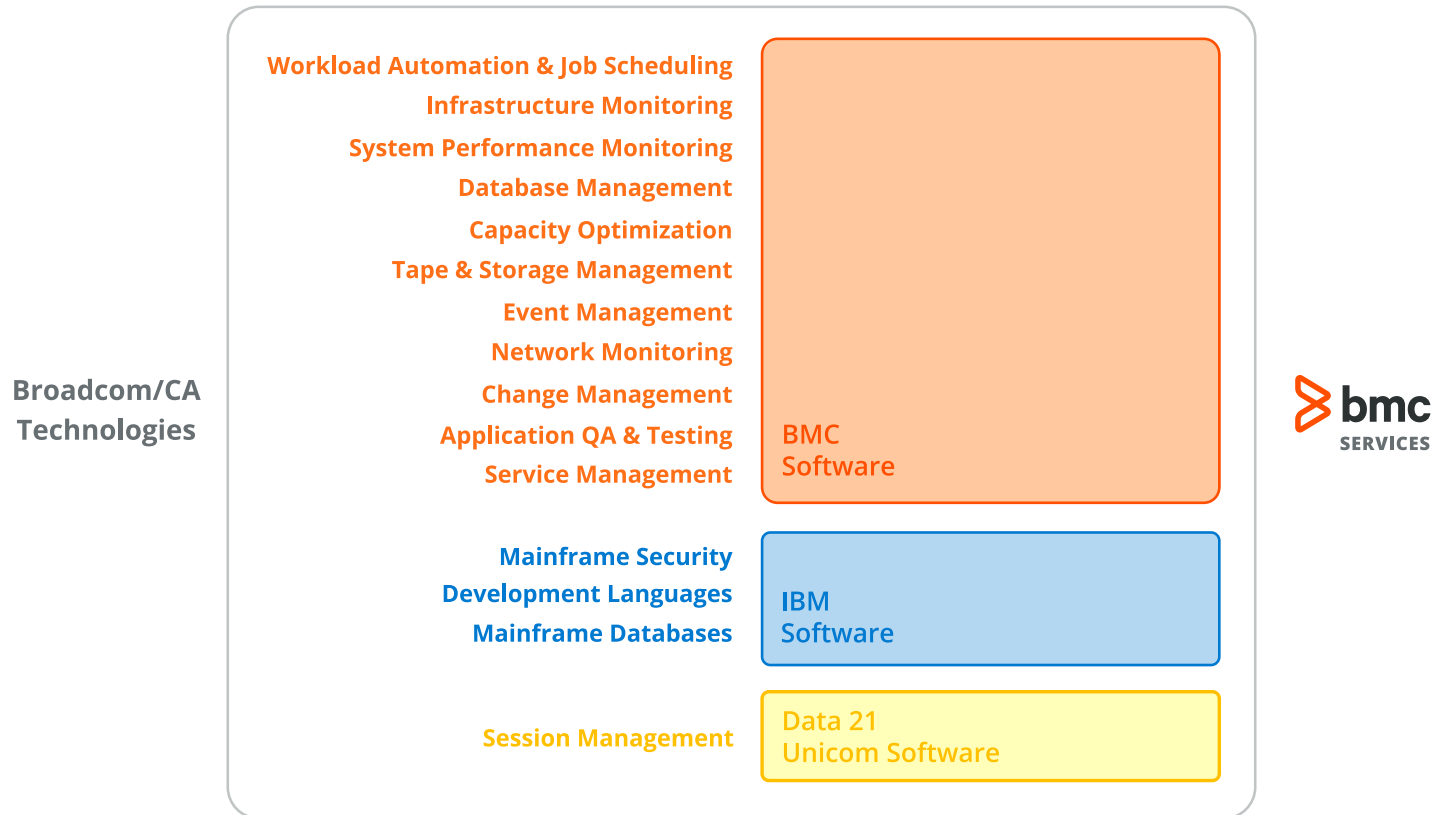 Broadcom/CA
Technologies
Workload Automation & Job Scheduling
Infrastructure Monitoring
System Performance Monitoring
Database Management
Capacity Optimization
Tape & Storage Management
Event Management
Network Monitoring
Change Management
Application QA & Testing
Service Management
BMC
Software
Mainframe Security
Development Languages
Mainframe Databases
IBM
Software
Session Management
Data 21
Unicom Software
bmc
SERVICES